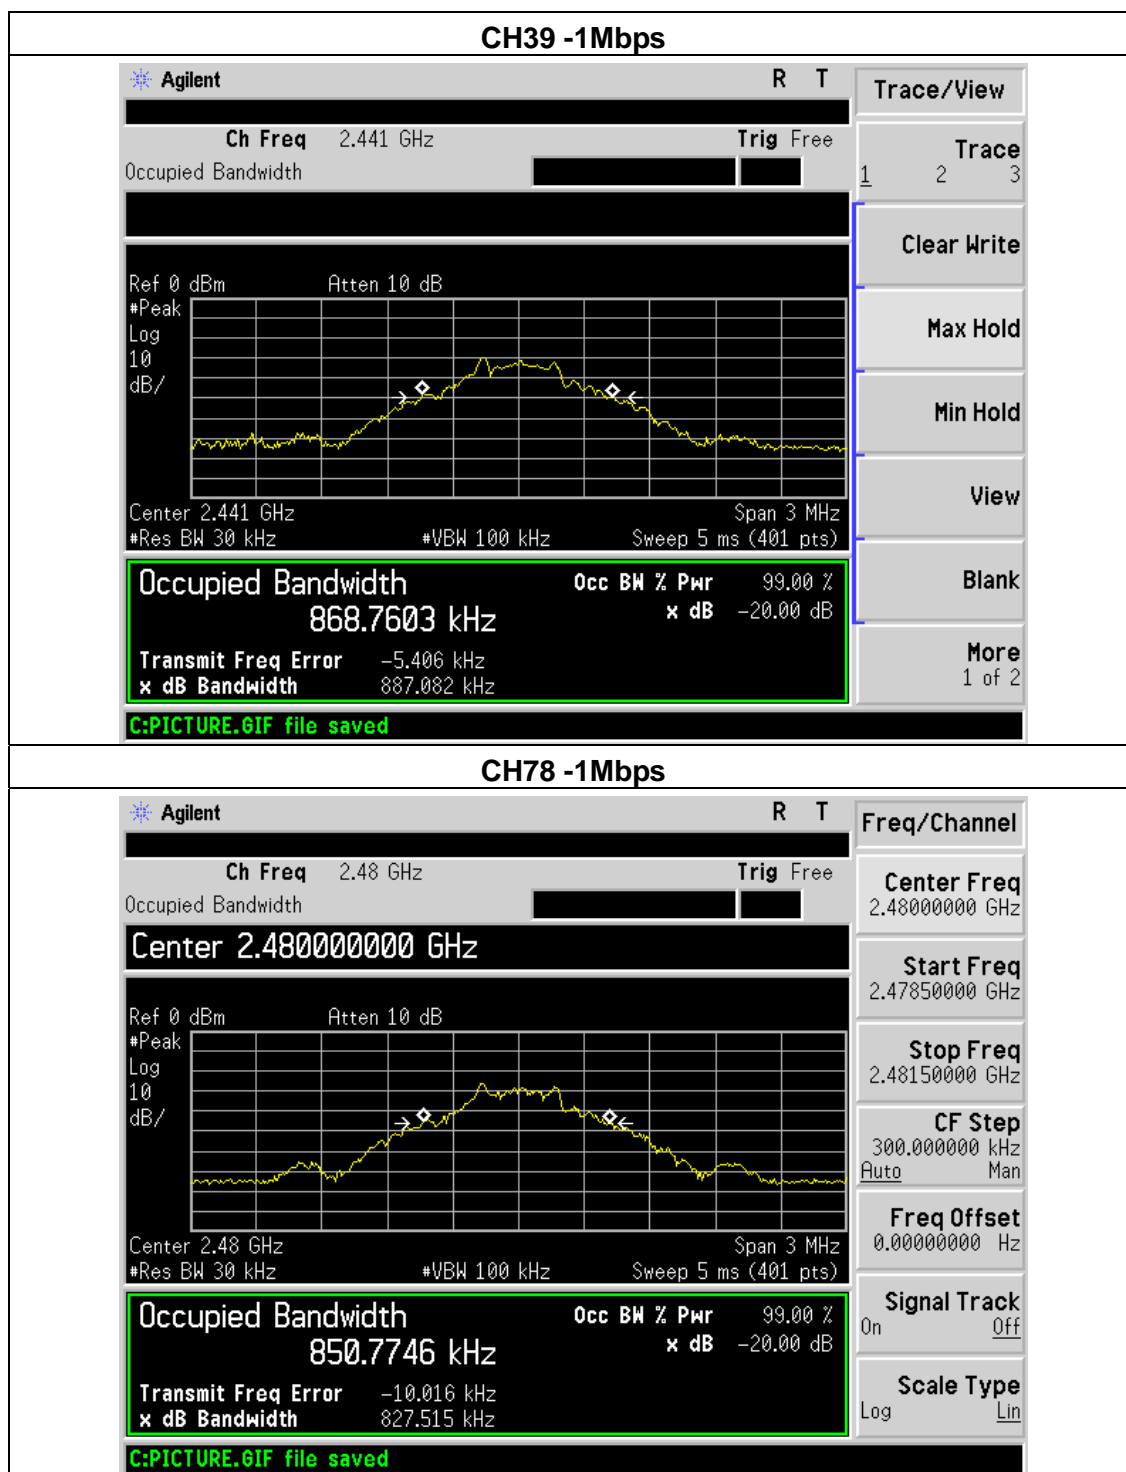 CH39 -1Mbps
Agilent R T
Ch Freq 2.441 GHz Trig Free
Occupied Bandwidth
Ref 0 dBm Atten 10 dB
#Peak
Log
10
dB/
Center 2.441 GHz Span 3 MHz
#Res BW 30 kHz #VBW 100 kHz Sweep 5 ms (401 pts)
Occupied Bandwidth Occ BW % Pwr 99.00 %
868.7603 kHz x dB -20.00 dB
Transmit Freq Error -5.406 kHz
x dB Bandwidth 887.082 kHz
C:PICTURE.GIF file saved
Trace/View
Trace
1 2 3
Clear Write
Max Hold
Min Hold
View
Blank
More
1 of 2
CH78 -1Mbps
Agilent R T
Ch Freq 2.48 GHz Trig Free
Occupied Bandwidth
Center 2.480000000 GHz
Ref 0 dBm Atten 10 dB
#Peak
Log
10
dB/
Center 2.48 GHz Span 3 MHz
#Res BW 30 kHz #VBW 100 kHz Sweep 5 ms (401 pts)
Occupied Bandwidth Occ BW % Pwr 99.00 %
850.7746 kHz x dB -20.00 dB
Transmit Freq Error -10.016 kHz
x dB Bandwidth 827.515 kHz
C:PICTURE.GIF file saved
Freq/Channel
Center Freq
2.48000000 GHz
Start Freq
2.47850000 GHz
Stop Freq
2.48150000 GHz
CF Step
300.000000 kHz
Auto Man
Freq Offset
0.00000000 Hz
Signal Track
On Off
Scale Type
Log Lin